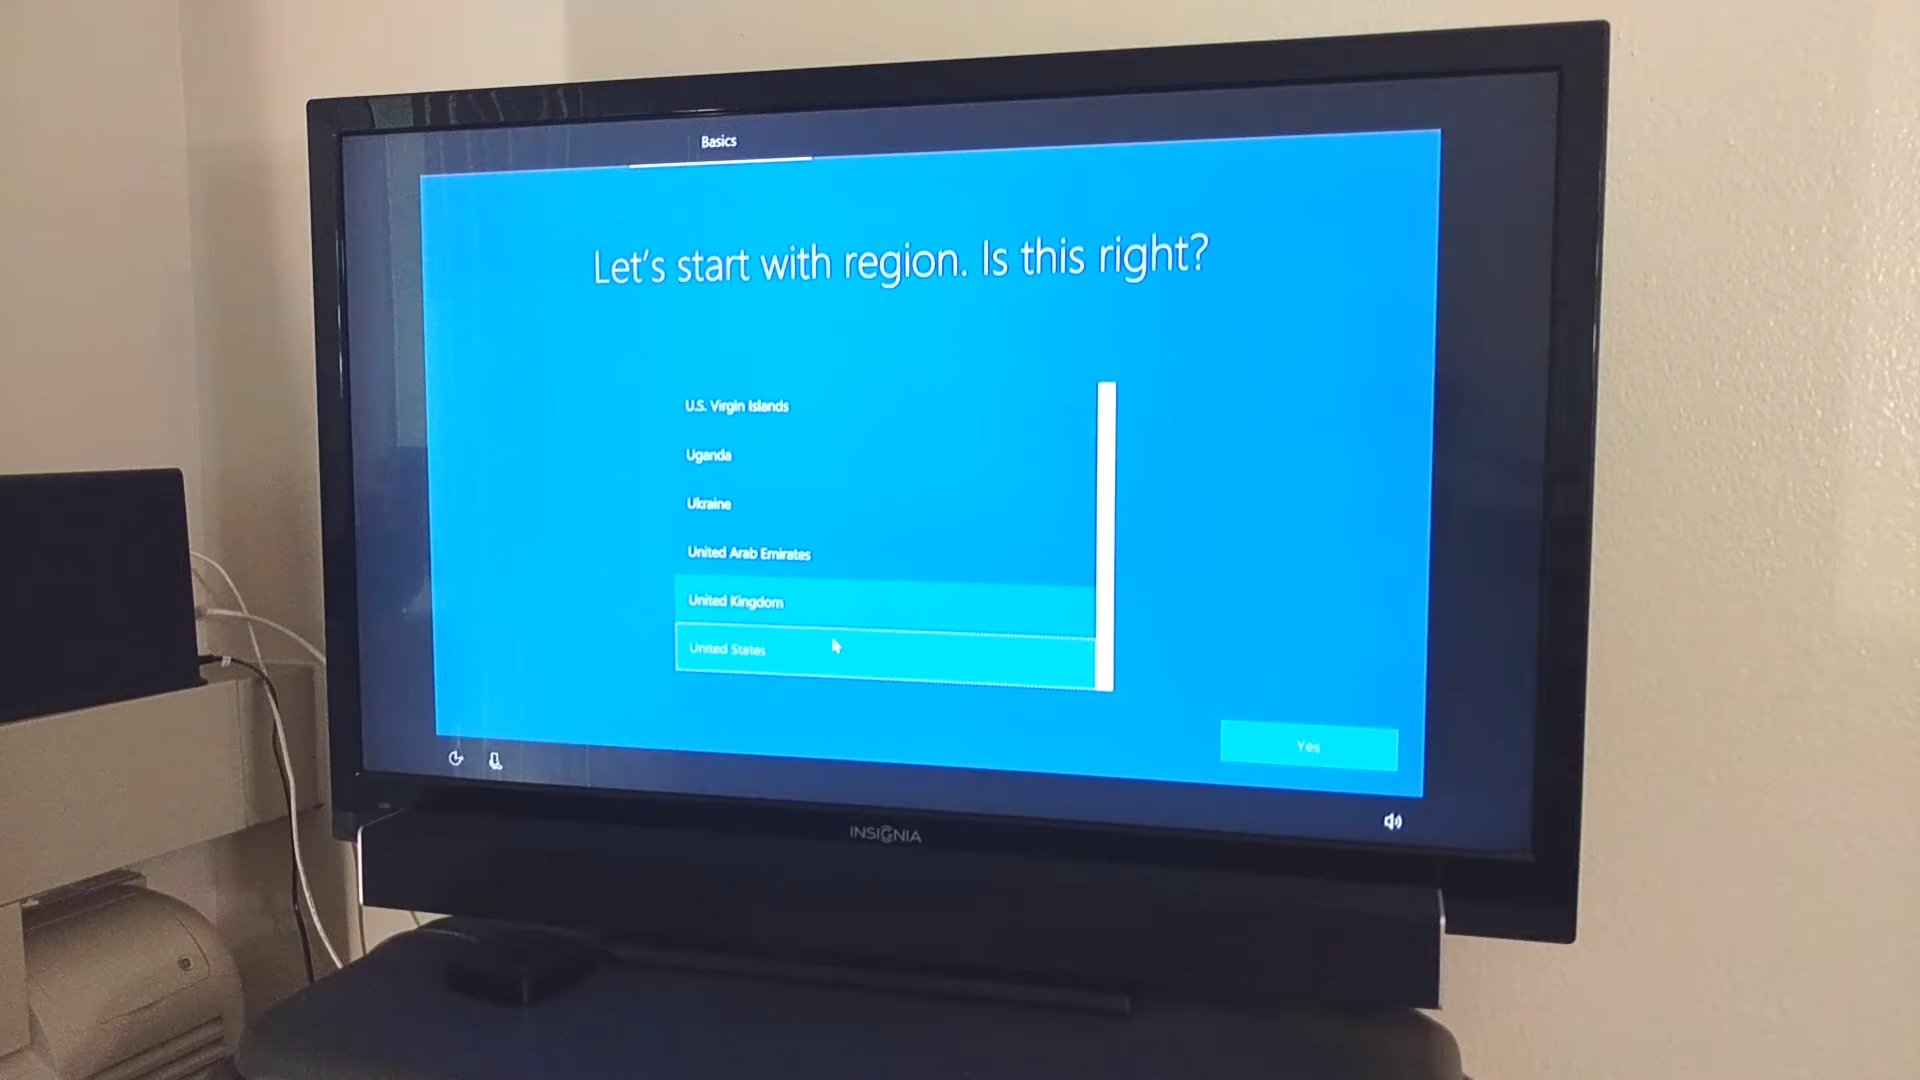 Basics
Let's start with region. Is this right?
U.S. Virgin Islands
Uganda
Ukraine
United Arab Emirates
United Kingdom
United States
Yes
INSIGNIA